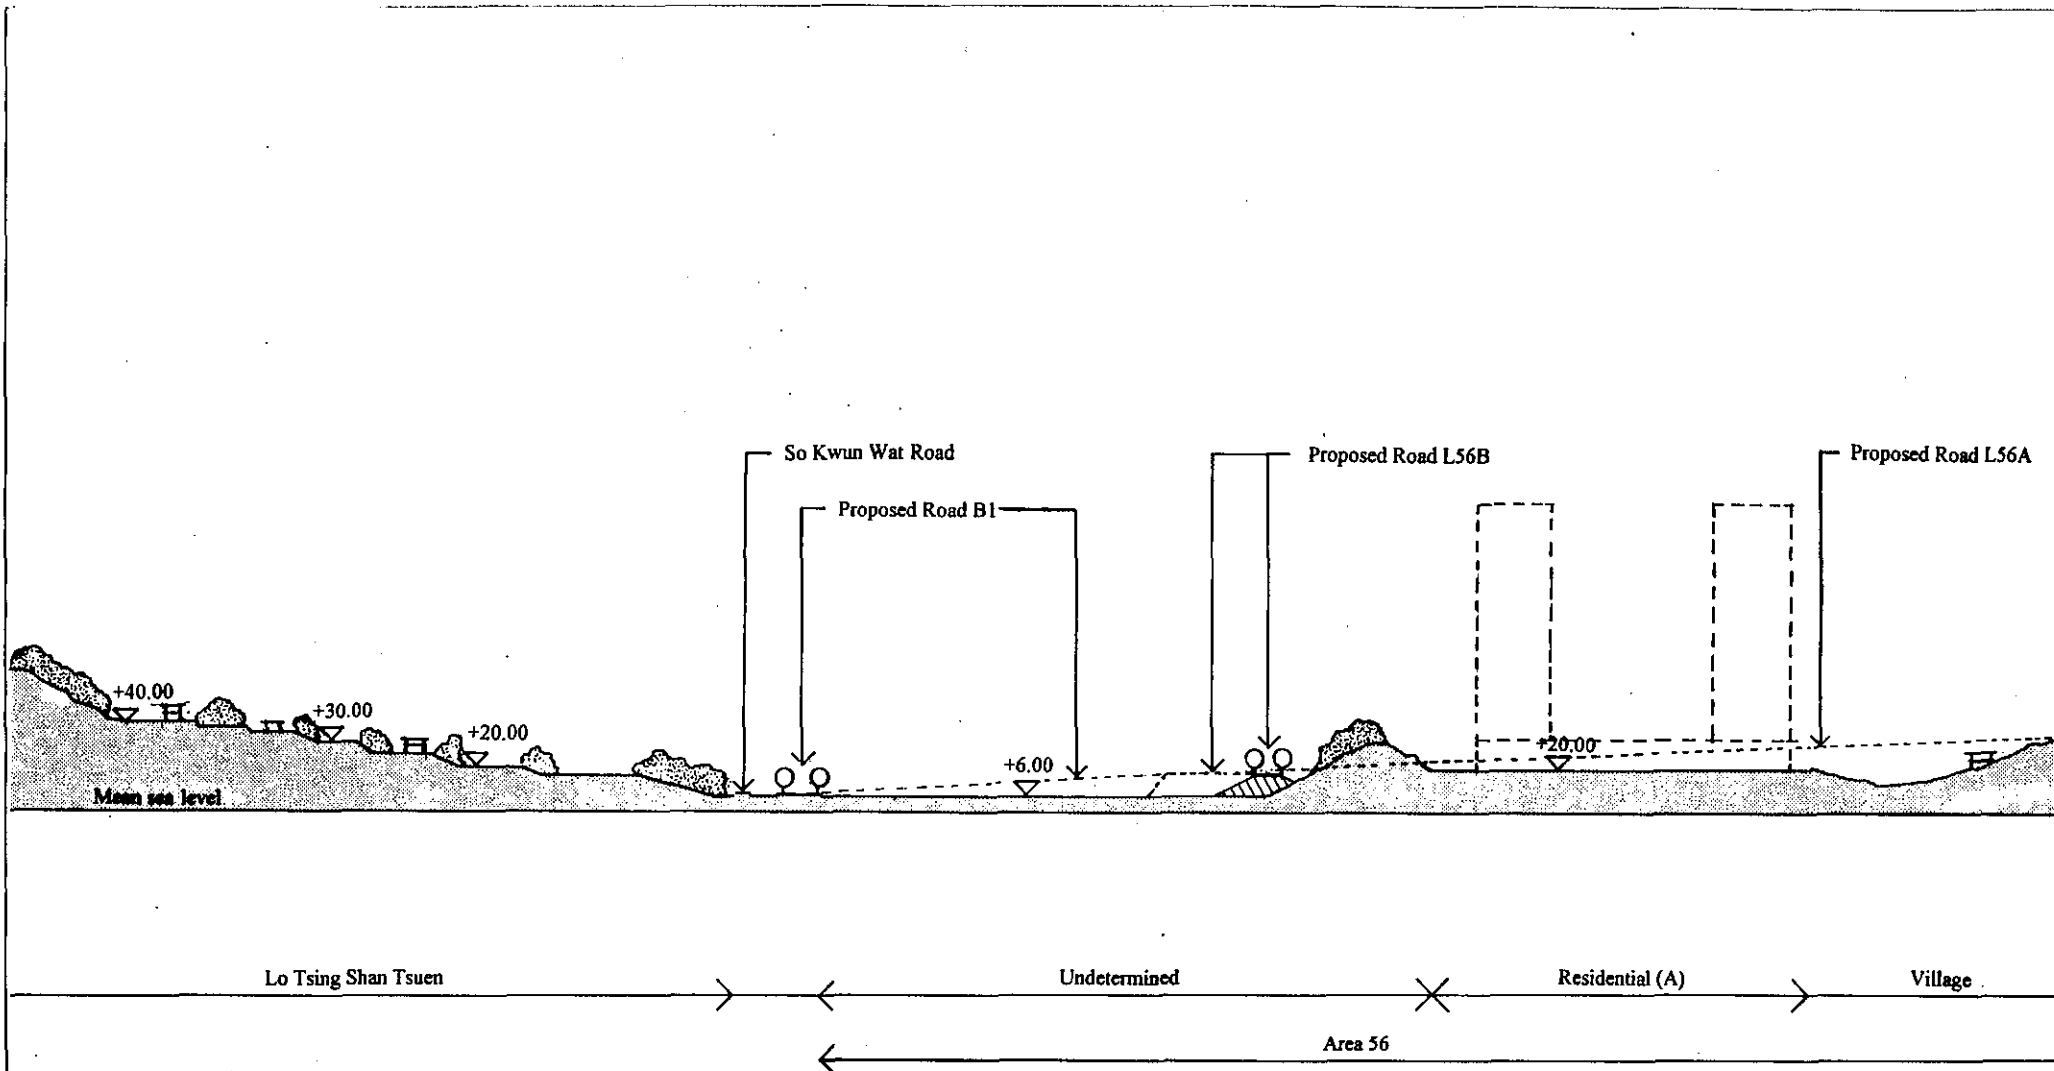 So Kwun Wat Road
Proposed Road L56B
Proposed Road L56A
Proposed Road B1
+40.00
+30.00
+20.00
+20.00
+6.00
Mean sea level
Lo Tsing Shan Tsuen
Undetermined
Residential (A)
Village
Area 56